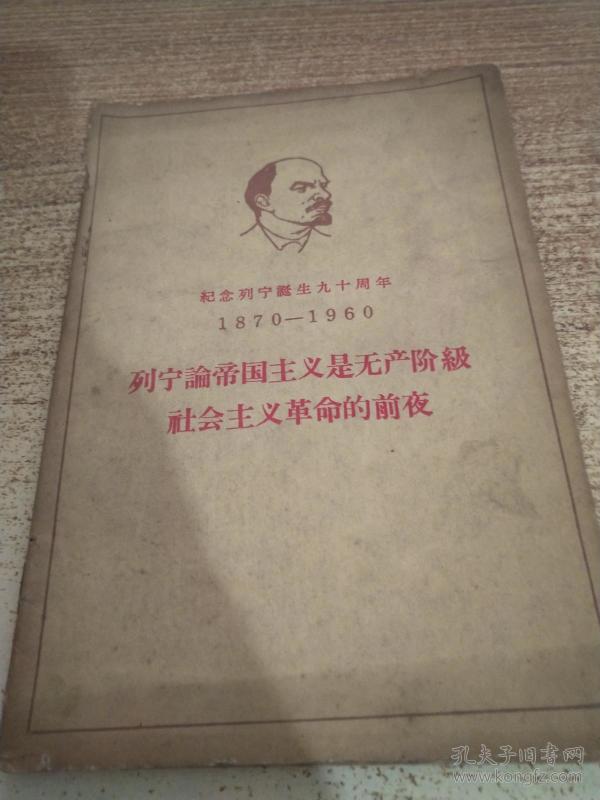 紀念列宁誕生九十周年
1870—1960
列宁論帝国主义是无产阶級
社会主义革命的前夜
孔夫子旧书网
www.kongfz.com